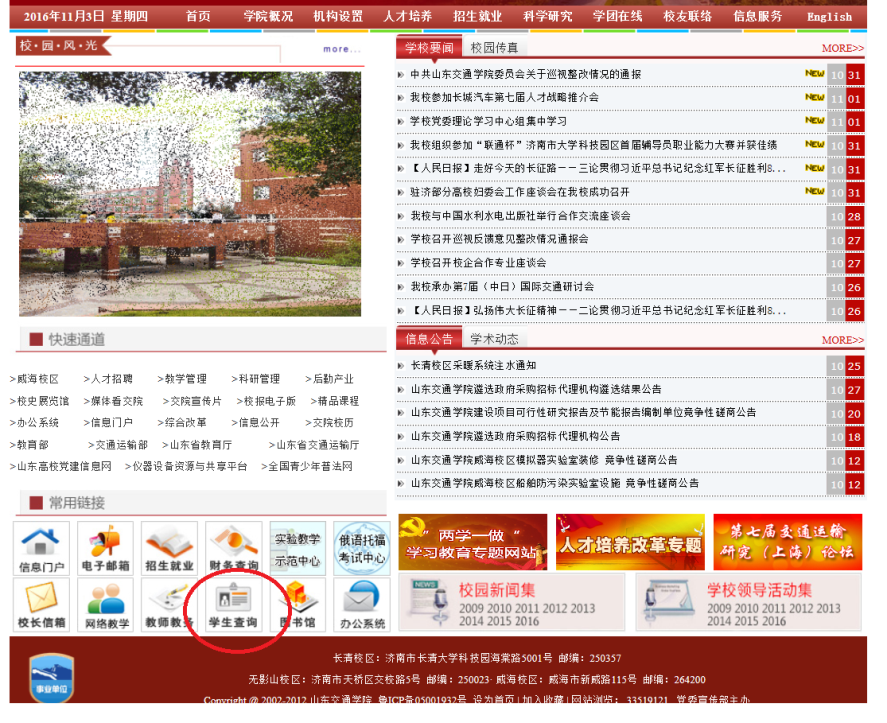 2016年11月3日 星期四 首页 学院概况 机构设置 人才培养 招生就业 科学研究 学团在线 校友联络 信息服务 English
校·园·风·光 more...
学校要闻 校园传真 MORE>>
中共山东交通学院委员会关于巡视整改情况的通报 NEW 10 31
我校参加长城汽车第七届人才战略推介会 NEW 11 01
学校党委理论学习中心组集中学习 NEW 11 01
我校组织参加“联通杯”济南市大学科技园区首届辅导员职业能力大赛并获佳绩 NEW 10 31
【人民日报】走好今天的长征路——三论贯彻习近平总书记纪念红军长征胜利8... NEW 10 31
驻济部分高校妇委会工作座谈会在我校成功召开 NEW 10 31
我校与中国水利水电出版社举行合作交流座谈会 10 28
学校召开巡视反馈意见整改情况通报会 10 27
学校召开校企合作专业座谈会 10 27
我校承办第7届（中日）国际交通研讨会 10 26
【人民日报】弘扬伟大长征精神——二论贯彻习近平总书记纪念红军长征胜利8... 10 26
快速通道
>威海校区 >人才招聘 >教学管理 >科研管理 >后勤产业
>校史展览馆 >媒体看交院 >交院宣传片 >校报电子版 >精品课程
>办公系统 >信息门户 >综合改革 >信息公开 >交院校历
>教育部 >交通运输部 >山东省教育厅 >山东省交通运输厅
>山东高校党建信息网 >仪器设备资源与共享平台 >全国青少年普法网
信息公告 学术动态 MORE>>
长清校区采暖系统注水通知 10 25
山东交通学院遴选政府采购招标代理机构遴选结果公告 10 27
山东交通学院建设项目可行性研究报告及节能报告编制单位竞争性磋商公告 10 20
山东交通学院遴选政府采购招标代理机构公告 10 18
山东交通学院威海校区模拟器实验室装修 竞争性磋商公告 10 12
山东交通学院威海校区船舶防污染实验室设施 竞争性磋商公告 10 12
常用链接
信息门户 电子邮箱 招生就业 财务查询 实验教学 示范中心 俄语托福 考试中心
校长信箱 网络教学 教师教务 学生查询 图书馆 办公系统
“两学一做”
学习教育专题网站
人才培养改革专题
第七届交通运输
研究（上海）论坛
NEWS 校园新闻集
2009 2010 2011 2012 2013
2014 2015 2016
学校领导活动集
2009 2010 2011 2012 2013
2014 2015 2016
事业单位
长清校区：济南市长清大学科技园海棠路5001号 邮编：250357
无影山校区：济南市天桥区交校路5号 邮编：250023· 威海校区：威海市新威路115号 邮编：264200
Copyright @ 2002-2012 山东交通学院 鲁ICP备05001932号 设为首页 | 加入收藏 | 网站浏览： 33519121 党委宣传部主办